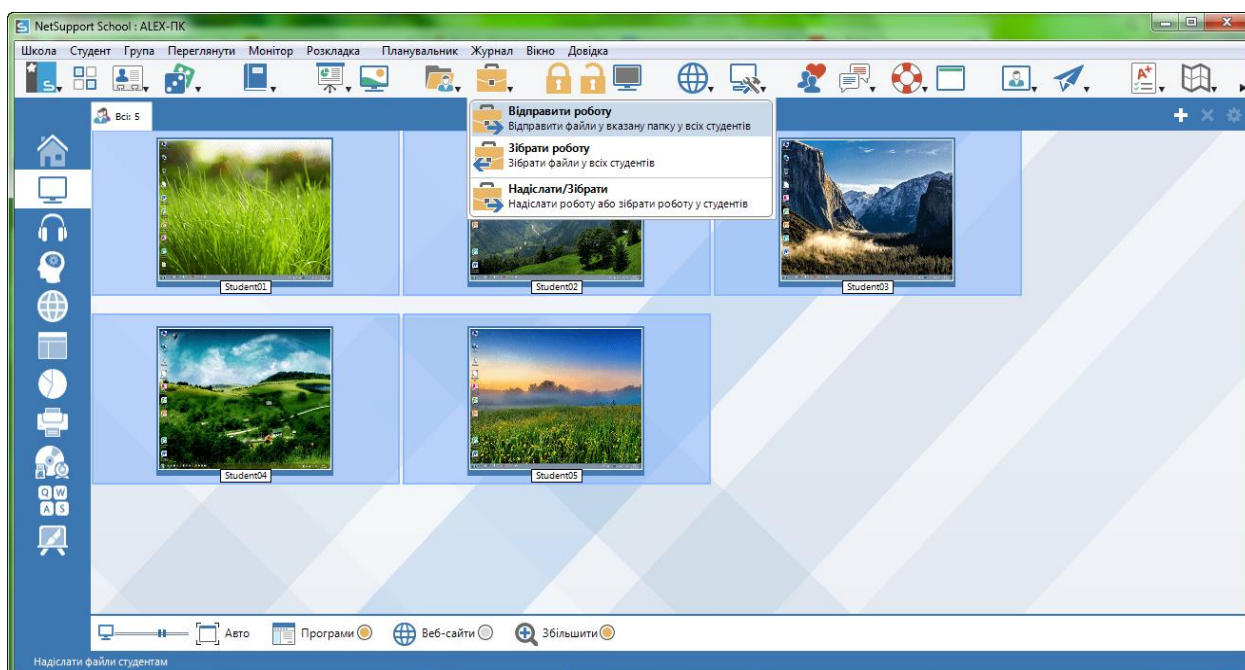 NetSupport School : ALEX-ПК
Школа Студент Група Переглянути Монітор Розкладка Планувальник Журнал Вікно Довідка
Всі: 5
Відправити роботу
Відправити файли у вказану папку у всіх студентів
Зібрати роботу
Зібрати файли у всіх студентів
Надіслати/Зібрати
Надіслати роботу або зібрати роботу у студентів
Student01 Student02 Student03
Student04 Student05
Q W
A S
Авто Програми Веб-сайти Збільшити
Надіслати файли студентам